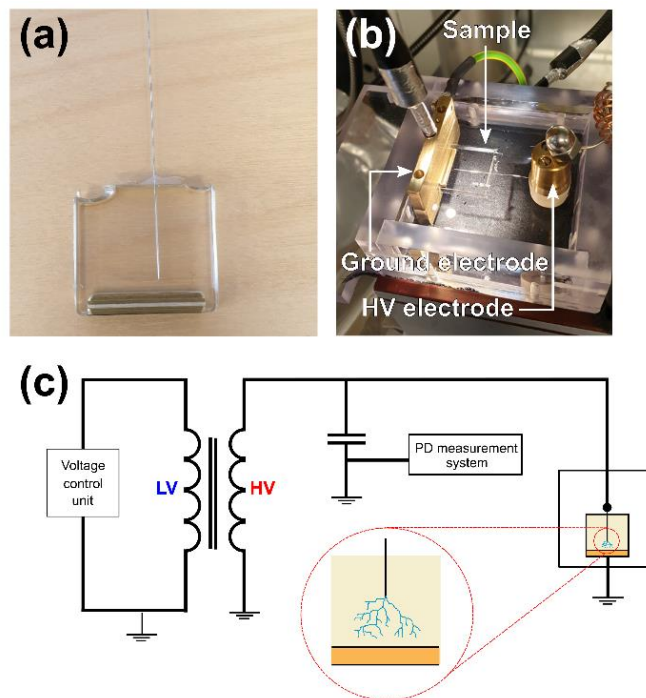 (a)
(b)
Sample
Ground electrode
HV electrode
(c)
Voltage
control
unit
LV
HV
PD measurement
system